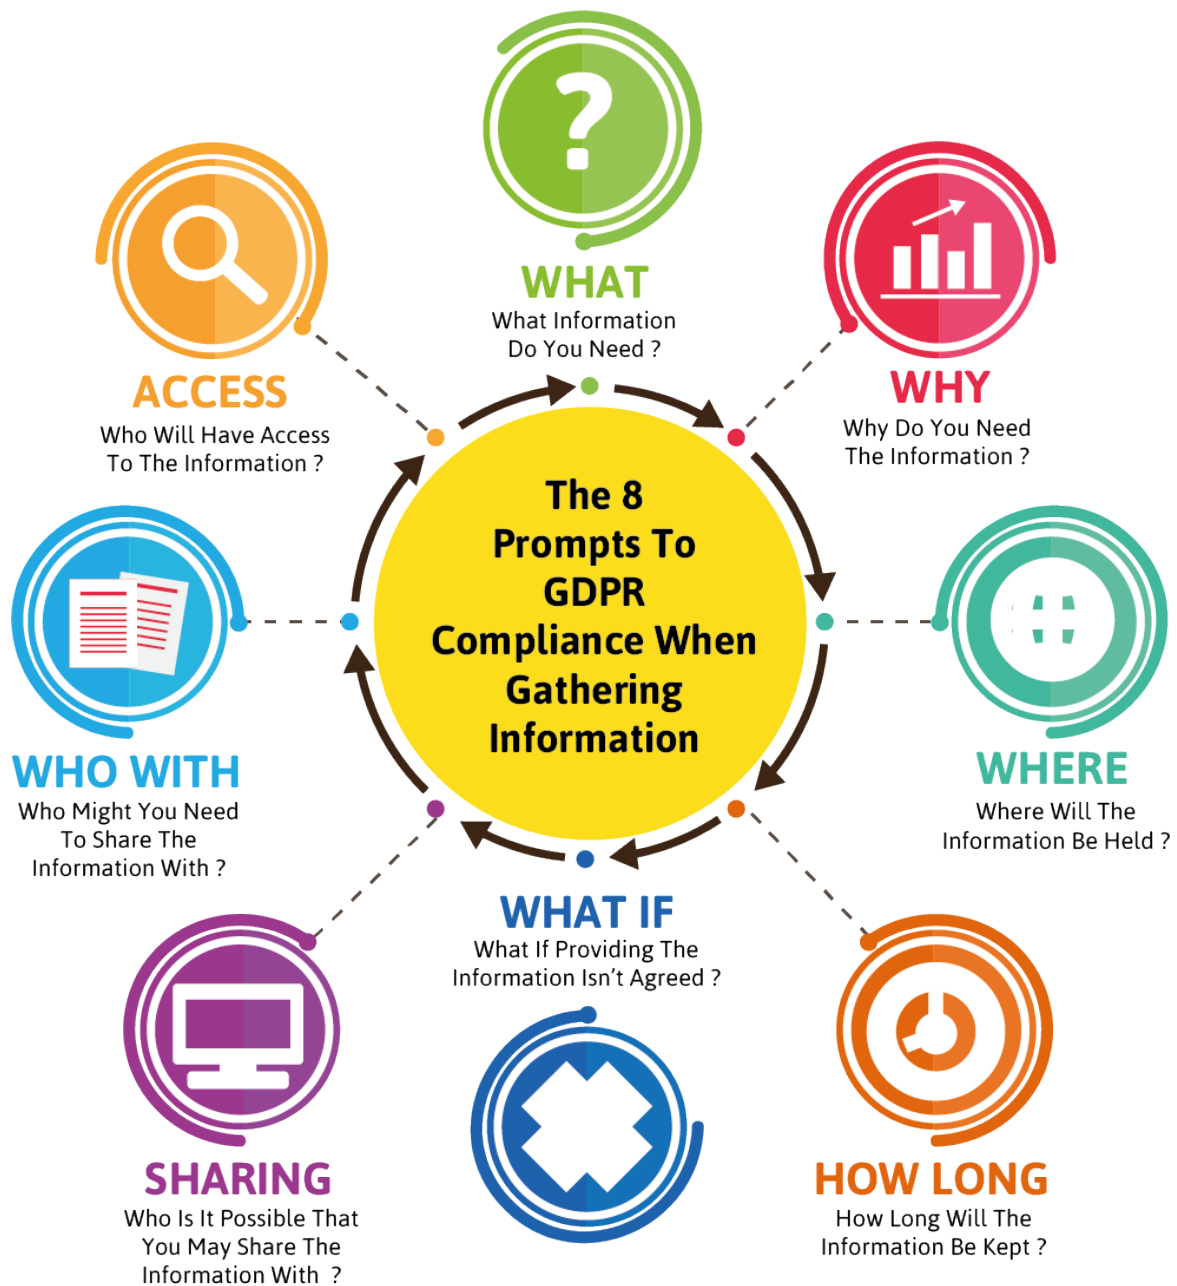 WHAT
What Information
Do You Need ?
WHY
Why Do You Need
The Information ?
WHERE
Where Will The
Information Be Held ?
HOW LONG
How Long Will The
Information Be Kept ?
WHAT IF
What If Providing The
Information Isn’t Agreed ?
SHARING
Who Is It Possible That
You May Share The
Information With  ?
WHO WITH
Who Might You Need
To Share The
Information With ?
ACCESS
Who Will Have Access
To The Information ?
The 8
Prompts To
GDPR
Compliance When
Gathering
Information